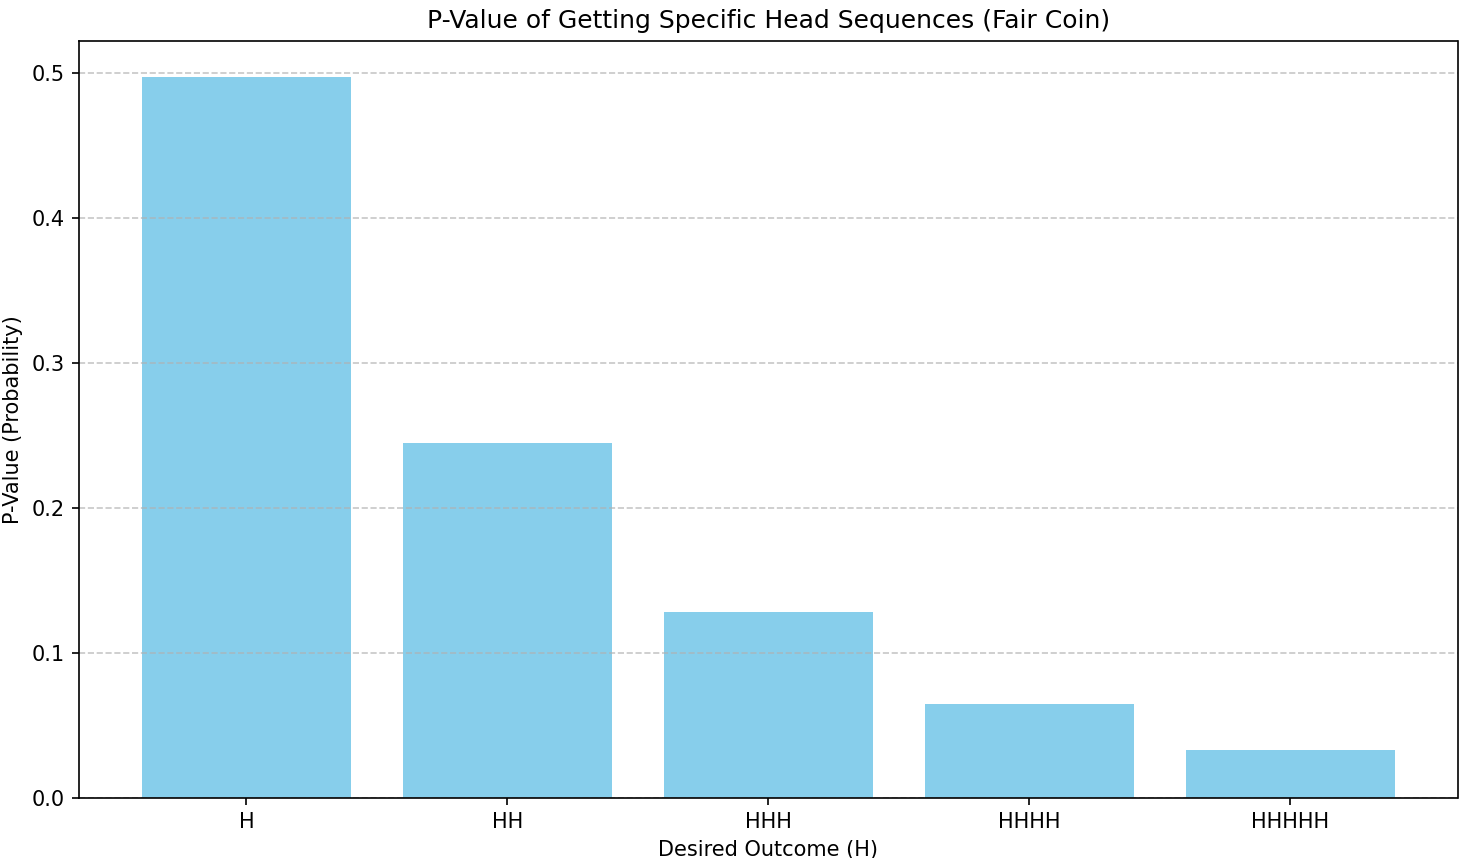 P-Value of Getting Specific Head Sequences (Fair Coin)
P-Value (Probability)
0.5
0.4
0.3
0.2
0.1
0.0
H HH HHH HHHH HHHHH
Desired Outcome (H)